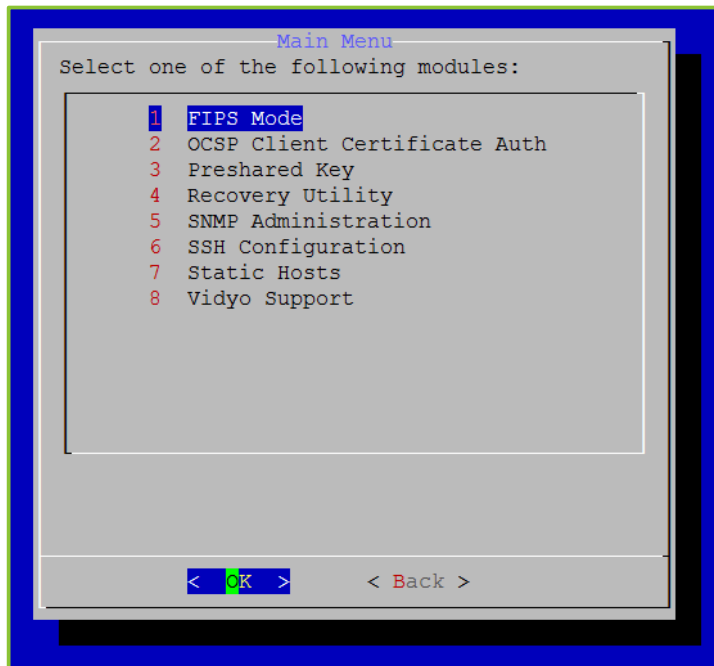 Main Menu
Select one of the following modules:
1 FIPS Mode
2 OCSP Client Certificate Auth
3 Preshared Key
4 Recovery Utility
5 SNMP Administration
6 SSH Configuration
7 Static Hosts
8 Vidyo Support
< OK > < Back >